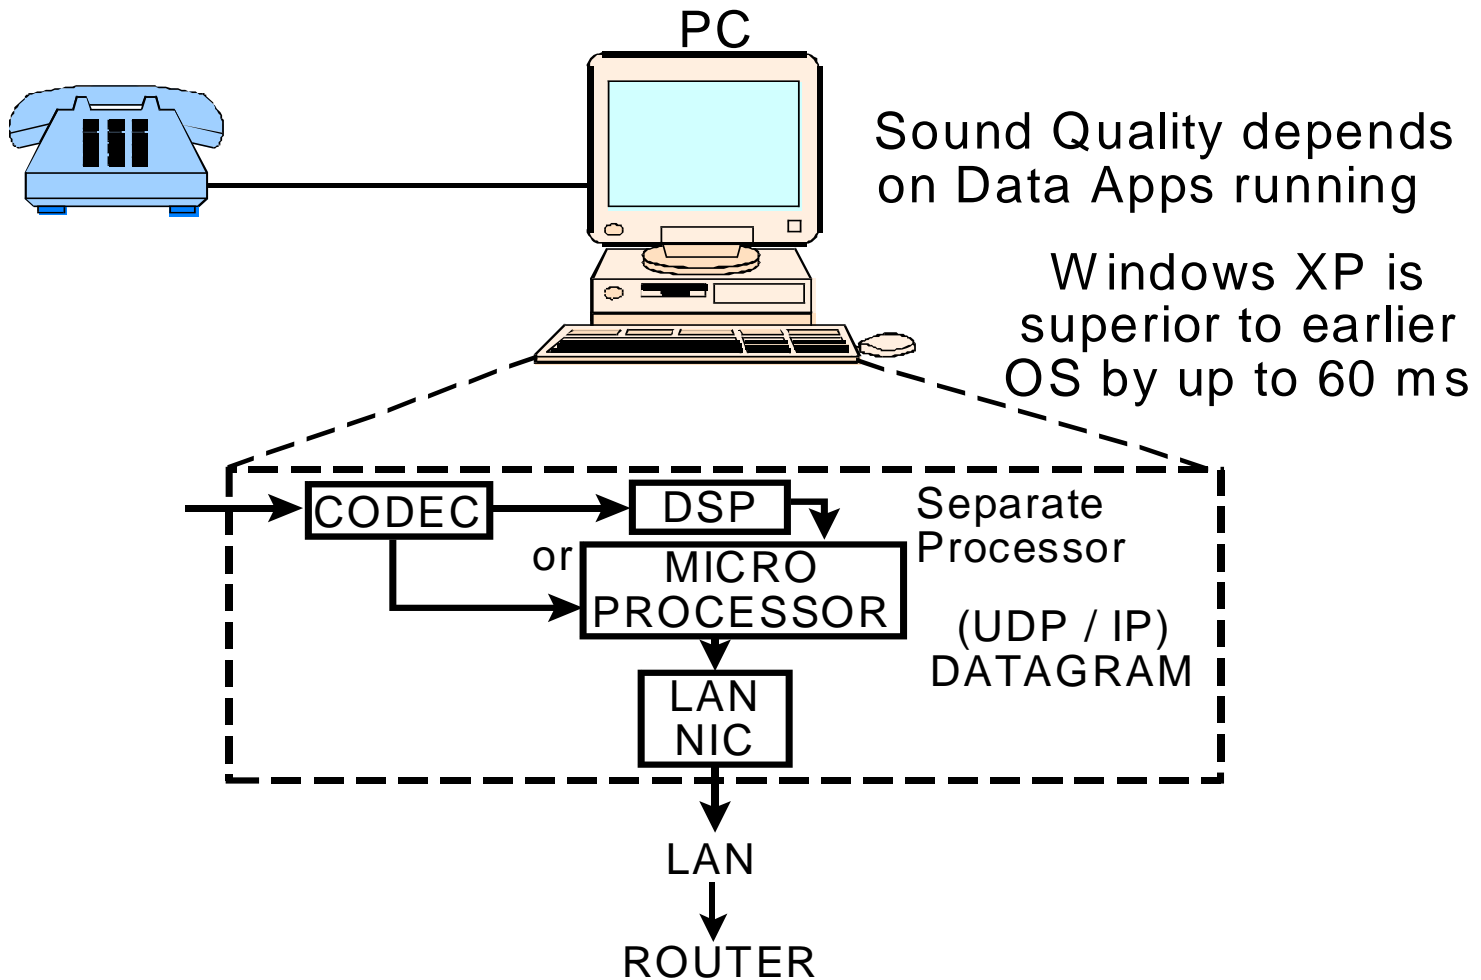 PC
Sound Quality depends
on Data Apps running
Windows XP is
superior to earlier
OS by up to 60 ms
CODEC
DSP
Separate
Processor
or
MICRO
PROCESSOR
(UDP / IP)
DATAGRAM
LAN
NIC
LAN
ROUTER